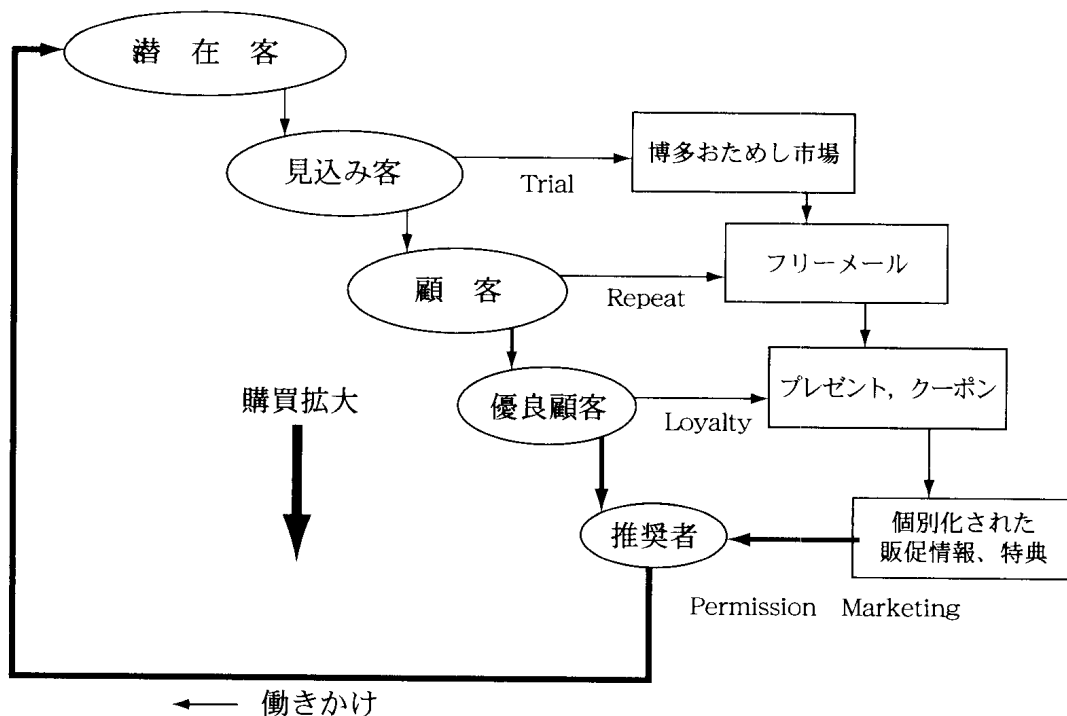 潜在客
見込み客
Trial
博多おためし市場
顧客
Repeat
フリーメール
購買拡大
優良顧客
Loyalty
プレゼント，クーポン
推奨者
個別化された
販促情報、特典
Permission Marketing
働きかけ